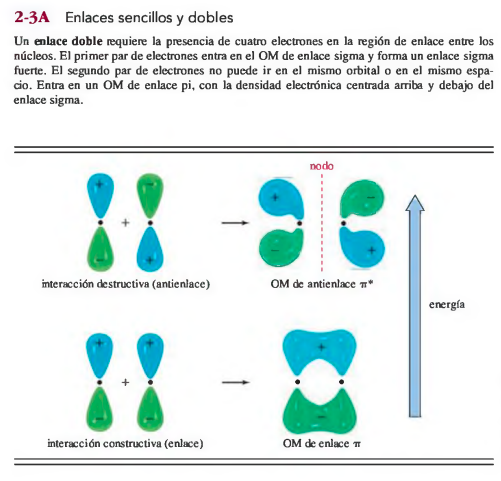 2-3A Enlaces sencillos y dobles
Un enlace doble requiere la presencia de cuatro electrones en la región de enlace entre los
núcleos. El primer par de electrones entra en el OM de enlace sigma y forma un enlace sigma
fuerte. El segundo par de electrones no puede ir en el mismo orbital o en el mismo espa-
cio. Entra en un OM de enlace pi, con la densidad electrónica centrada arriba y debajo del
enlace sigma.
nodo
+ − + −
+
− + − +
interacción destructiva (antienlace) OM de antienlace π*
energía
+ + +
+
− − −
interacción constructiva (enlace) OM de enlace π